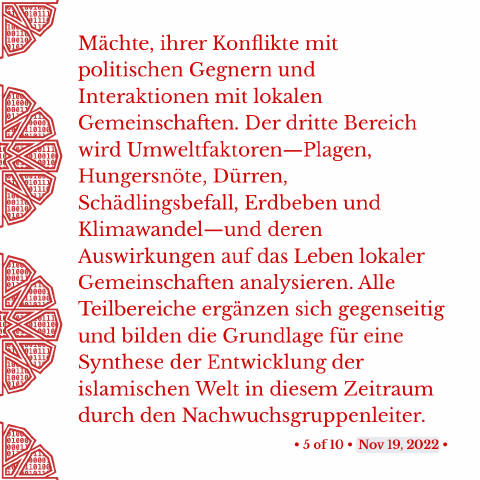 Mächte, ihrer Konflikte mit
politischen Gegnern und
Interaktionen mit lokalen
Gemeinschaften. Der dritte Bereich
wird Umweltfaktoren—Plagen,
Hungersnöte, Dürren,
Schädlingsbefall, Erdbeben und
Klimawandel—und deren
Auswirkungen auf das Leben lokaler
Gemeinschaften analysieren. Alle
Teilbereiche ergänzen sich gegenseitig
und bilden die Grundlage für eine
Synthese der Entwicklung der
islamischen Welt in diesem Zeitraum
durch den Nachwuchsgruppenleiter.
• 5 of 10 • Nov 19, 2022 •